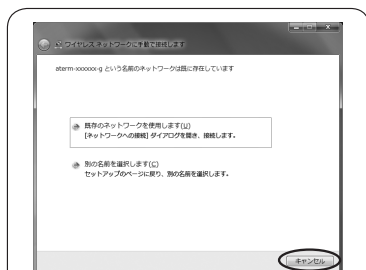 ワイヤレス ネットワークに手動で接続します
aterm-xxxxxx-g という名前のネットワークは既に存在しています
既存のネットワークを使用します(U)
[ネットワークへの接続] ダイアログを開き、接続します。
別の名前を選択します(C)
セットアップのページに戻り、別の名前を選択します。
キャンセル